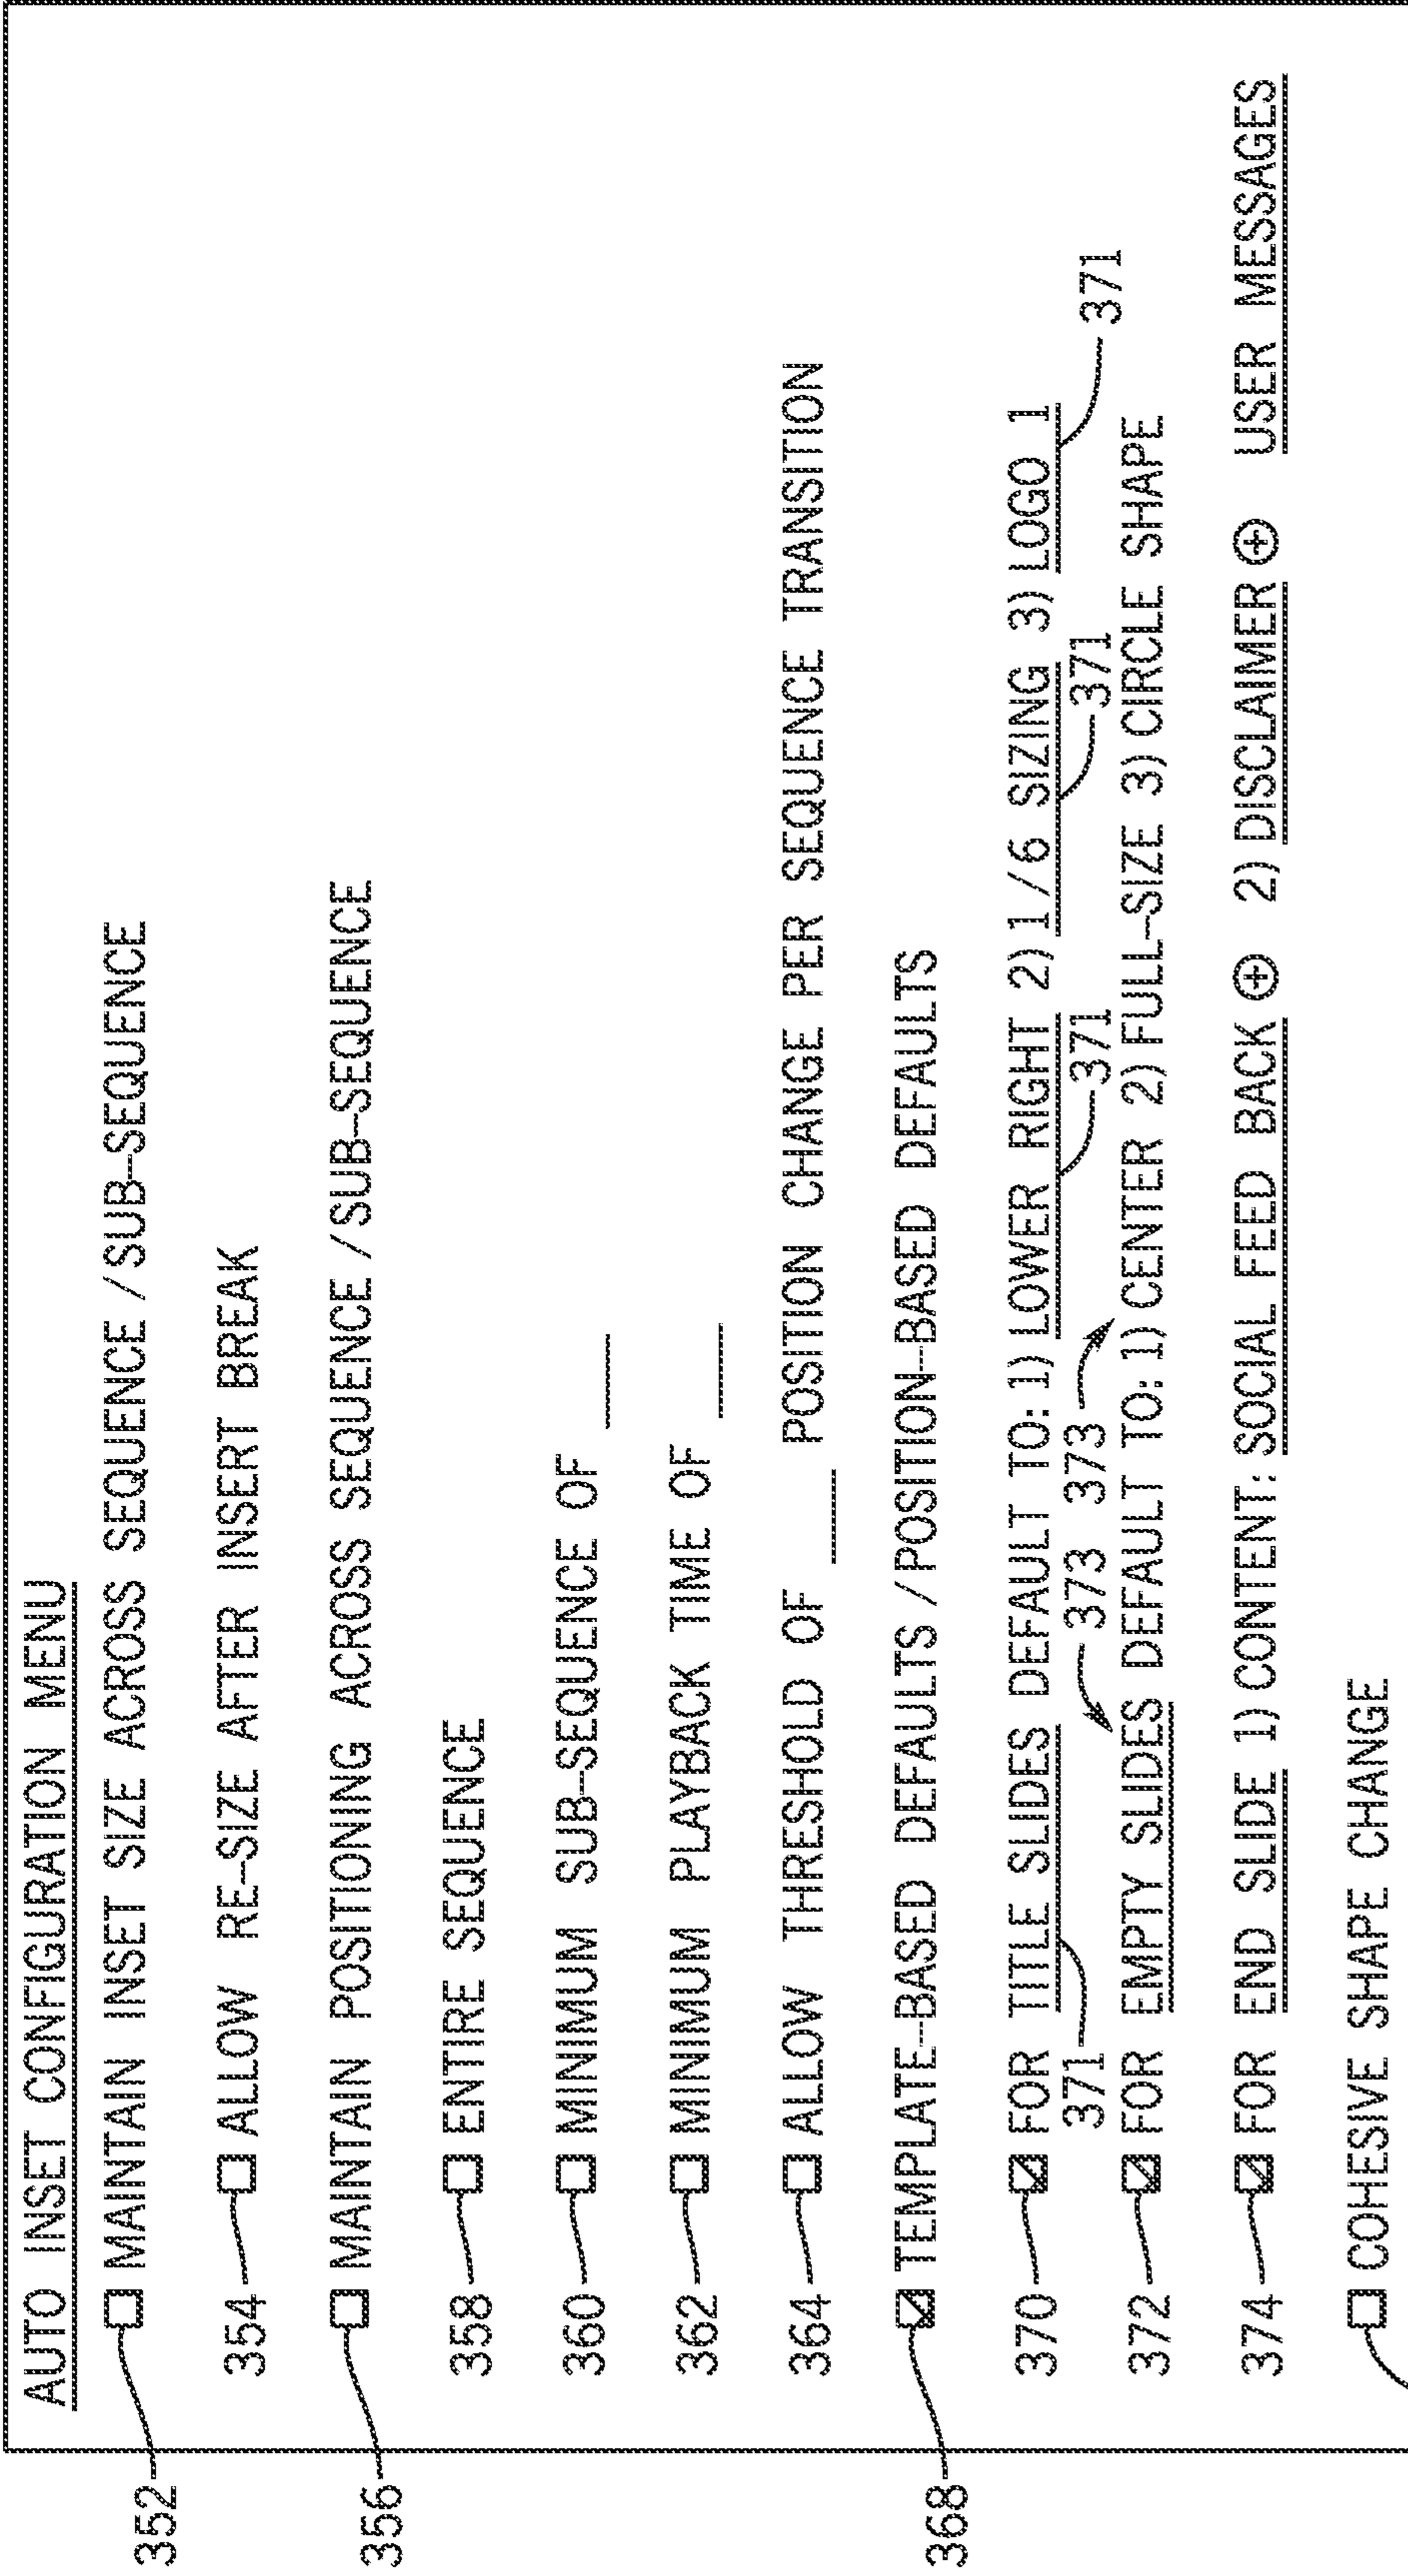 AUTO INSET CONFIGURATION MENU
352 MAINTAIN INSET SIZE ACROSS SEQUENCE/SUB-SEQUENCE
354 ALLOW RE-SIZE AFTER INSERT BREAK
356 MAINTAIN POSITIONING ACROSS SEQUENCE/SUB-SEQUENCE
358 ENTIRE SEQUENCE
360 MINIMUM SUB-SEQUENCE OF ___
362 MINIMUM PLAYBACK TIME OF ___
364 ALLOW THRESHOLD OF ___ POSITION CHANGE PER SEQUENCE TRANSITION
368 TEMPLATE-BASED DEFAULTS/POSITION-BASED DEFAULTS
370 FOR TITLE SLIDES DEFAULT TO: 1) LOWER RIGHT 2) 1/6 SIZING 3) LOGO 1
371 373 373 371 371 371
372 FOR EMPTY SLIDES DEFAULT TO: 1) CENTER 2) FULL-SIZE 3) CIRCLE SHAPE
374 FOR END SLIDE 1) CONTENT: SOCIAL FEED BACK ⊕ 2) DISCLAIMER ⊕ USER MESSAGES
COHESIVE SHAPE CHANGE